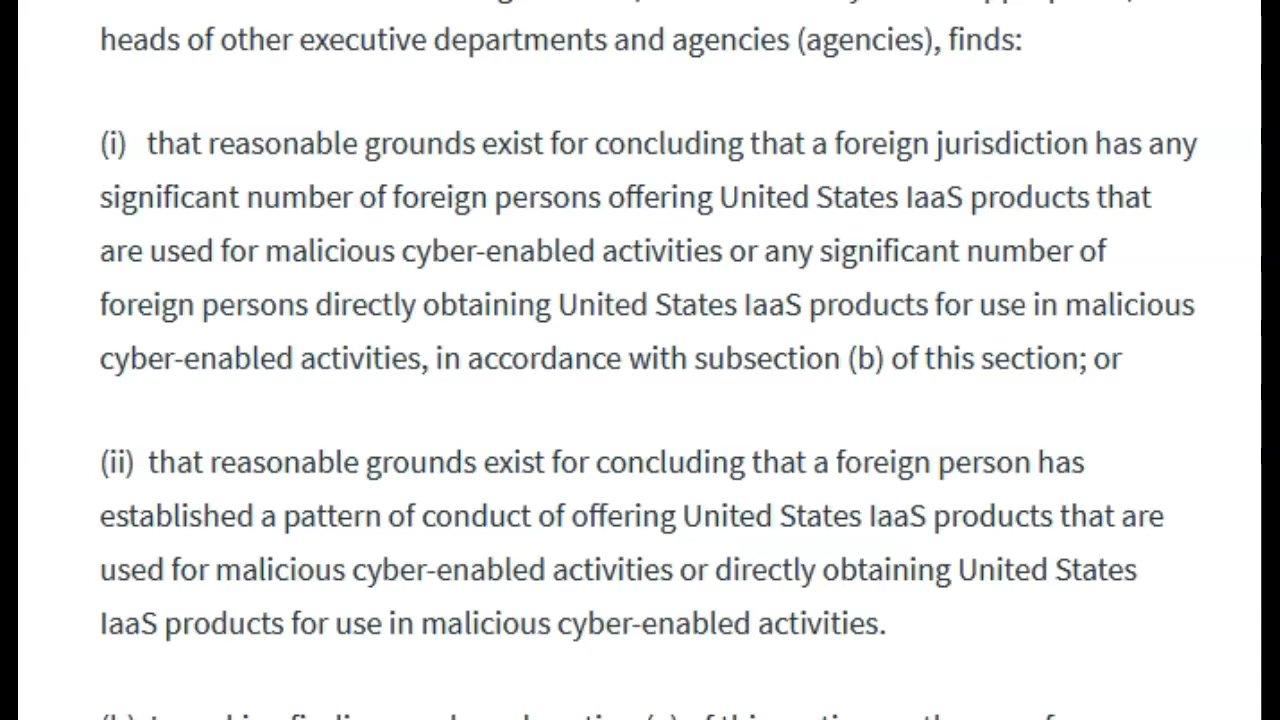 heads of other executive departments and agencies (agencies), finds:
(i) that reasonable grounds exist for concluding that a foreign jurisdiction has any
significant number of foreign persons offering United States IaaS products that
are used for malicious cyber-enabled activities or any significant number of
foreign persons directly obtaining United States IaaS products for use in malicious
cyber-enabled activities, in accordance with subsection (b) of this section; or
(ii) that reasonable grounds exist for concluding that a foreign person has
established a pattern of conduct of offering United States IaaS products that are
used for malicious cyber-enabled activities or directly obtaining United States
IaaS products for use in malicious cyber-enabled activities.